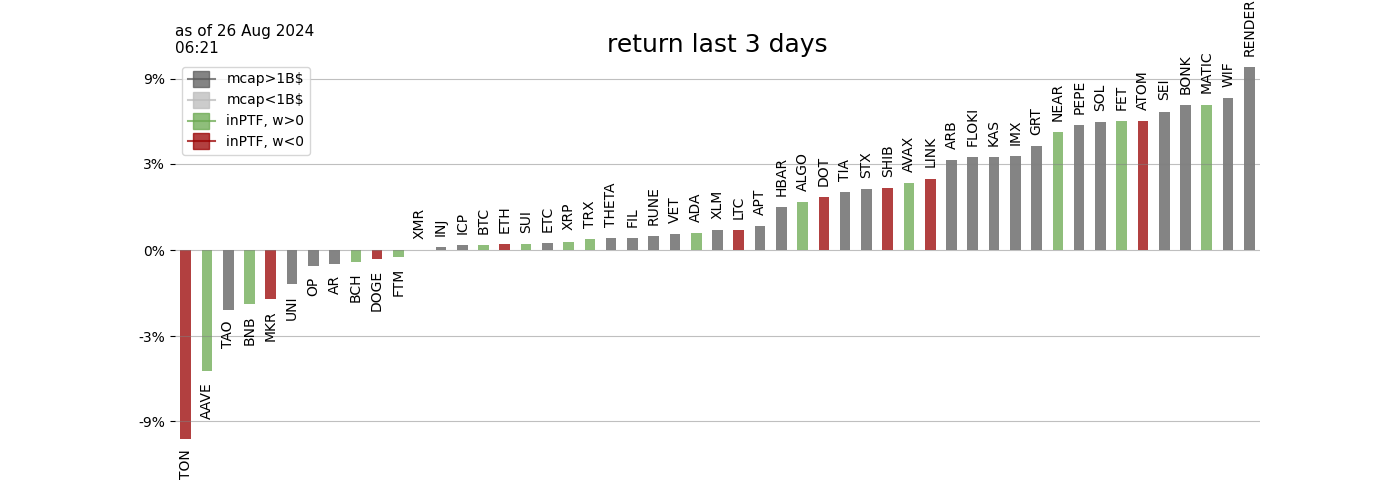 as of 26 Aug 2024
06:21
return last 3 days
mcap>1B$
mcap<1B$
inPTF, w>0
inPTF, w<0
9%
3%
0%
-3%
-9%
TON
AAVE
TAO
BNB
MKR
UNI
OP
AR
BCH
DOGE
FTM
XMR
INJ
ICP
BTC
ETH
SUI
ETC
XRP
TRX
THETA
FIL
RUNE
VET
ADA
XLM
LTC
APT
HBAR
ALGO
DOT
TIA
STX
SHIB
AVAX
LINK
ARB
FLOKI
KAS
IMX
GRT
NEAR
PEPE
SOL
FET
ATOM
SEI
BONK
MATIC
WIF
RENDER